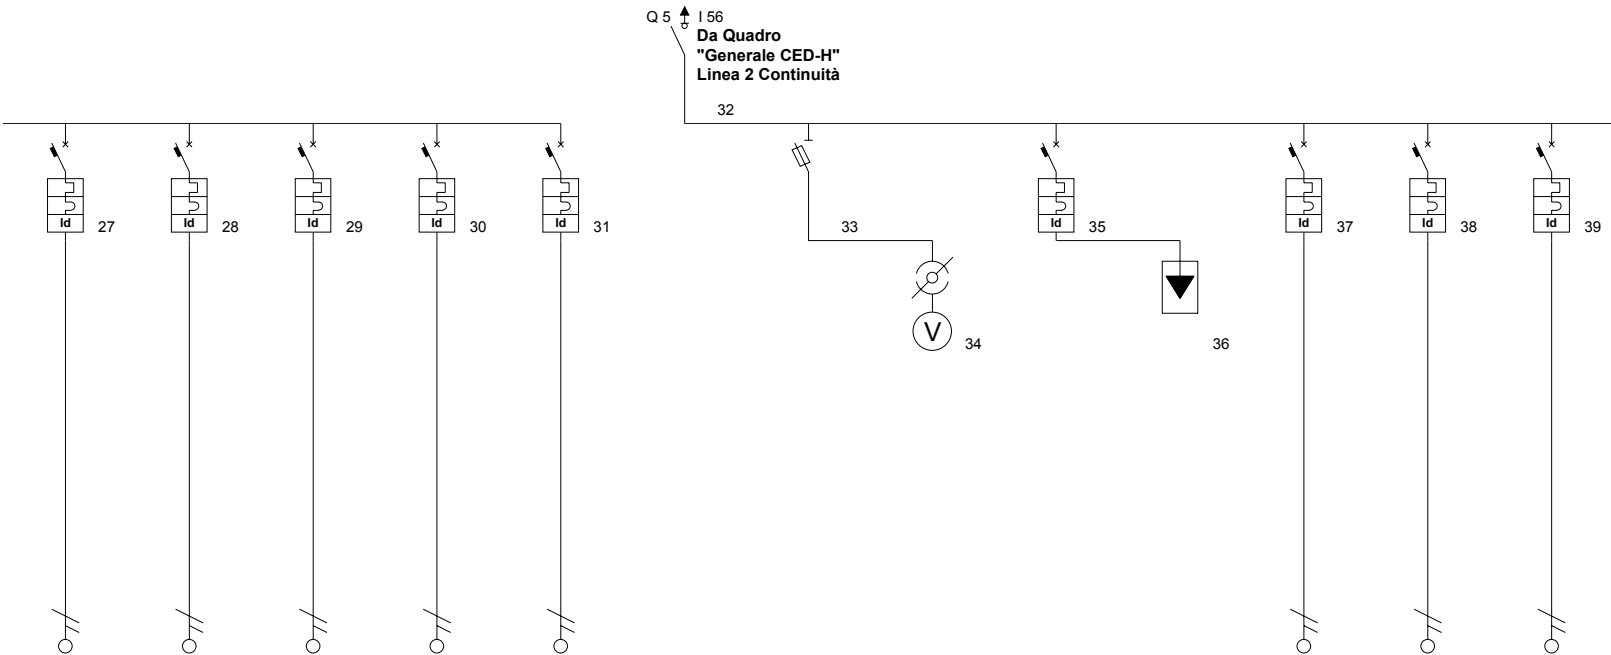 Q 5 I 56
Da Quadro
"Generale CED-H"
Linea 2 Continuità
32
Id 27 Id 28 Id 29 Id 30 Id 31 33 Id 35 Id 37 Id 38 Id 39
V 34 36